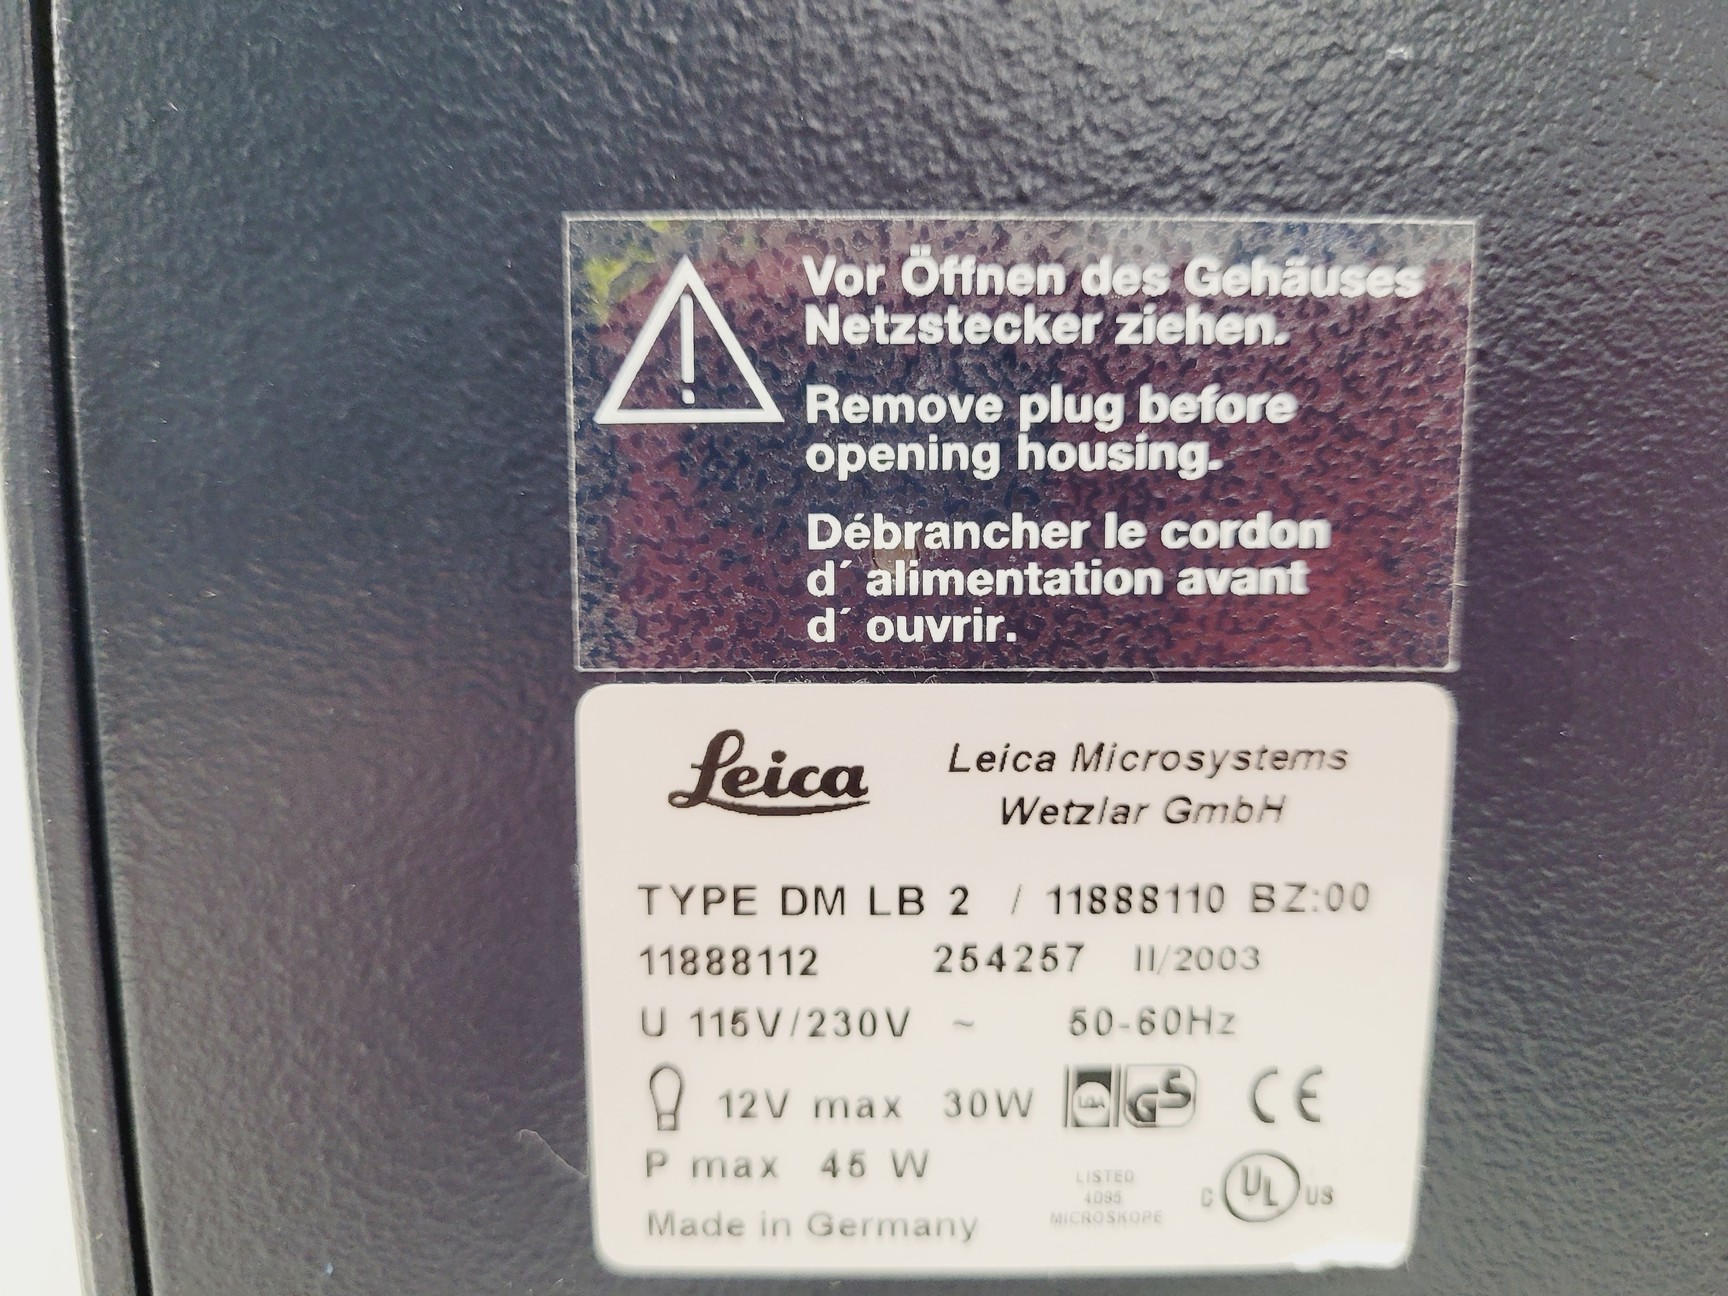 Vor Öffnen des Gehäuses
Netzstecker ziehen.
Remove plug before
opening housing.
Débrancher le cordon
d´ alimentation avant
d´ ouvrir.
Leica
Leica Microsystems
Wetzlar GmbH
TYPE DM LB 2 / 11888110 BZ:00
11888112 254257 II/2003
U 115V/230V ~ 50-60Hz
12V max 30W GS CE
P max 45 W
LISTED
4095
MICROSKOPE
C UL US
Made in Germany